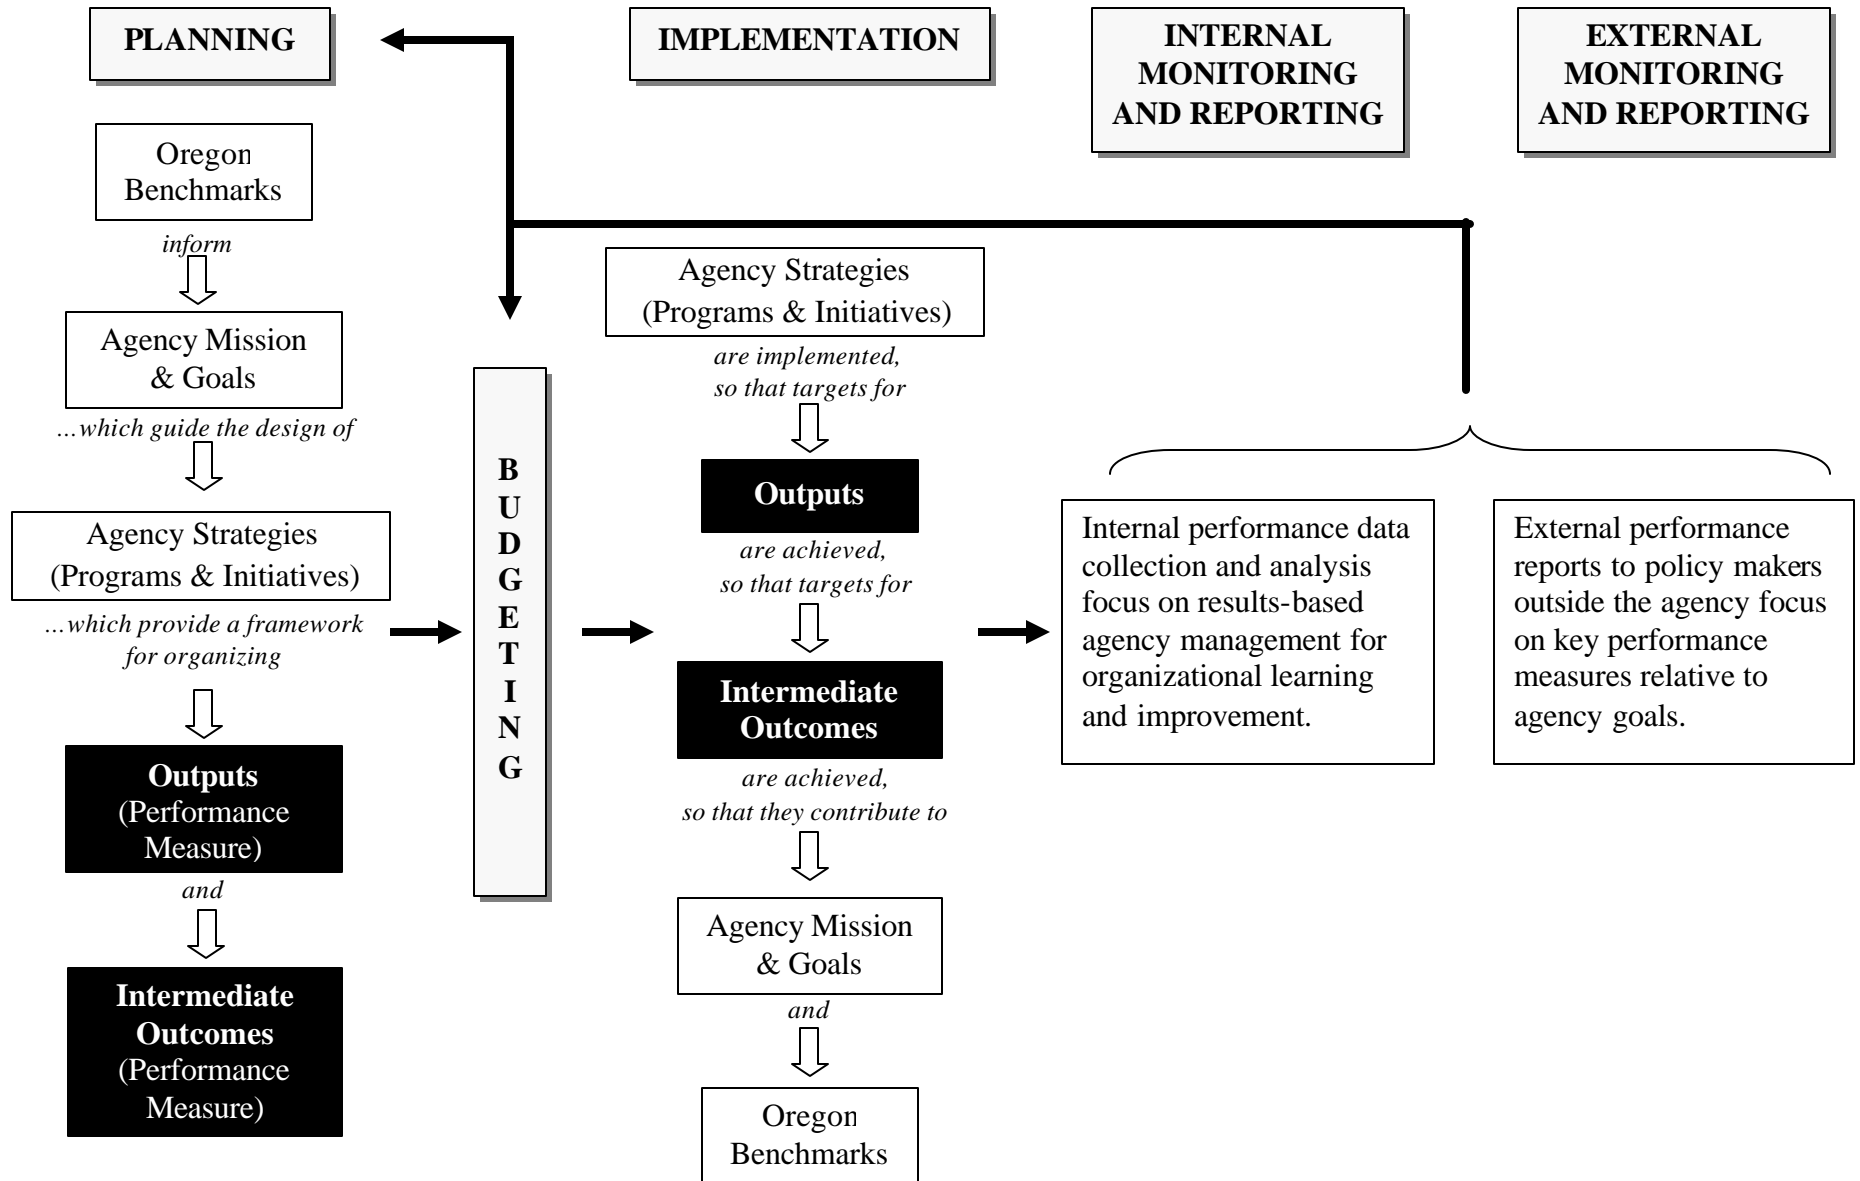 PLANNING
IMPLEMENTATION
INTERNAL
MONITORING
AND REPORTING
EXTERNAL
MONITORING
AND REPORTING
Oregon
Benchmarks
inform
Agency Mission
& Goals
…which guide the design of
Agency Strategies
(Programs & Initiatives)
…which provide a framework
for organizing
Outputs
(Performance
Measure)
and
Intermediate
Outcomes
(Performance
Measure)
B
U
D
G
E
T
I
N
G
Agency Strategies
(Programs & Initiatives)
are implemented,
so that targets for
Outputs
are achieved,
so that targets for
Intermediate
Outcomes
are achieved,
so that they contribute to
Agency Mission
& Goals
and
Oregon
Benchmarks
Internal performance data
collection and analysis
focus on results-based
agency management for
organizational learning
and improvement.
External performance
reports to policy makers
outside the agency focus
on key performance
measures relative to
agency goals.